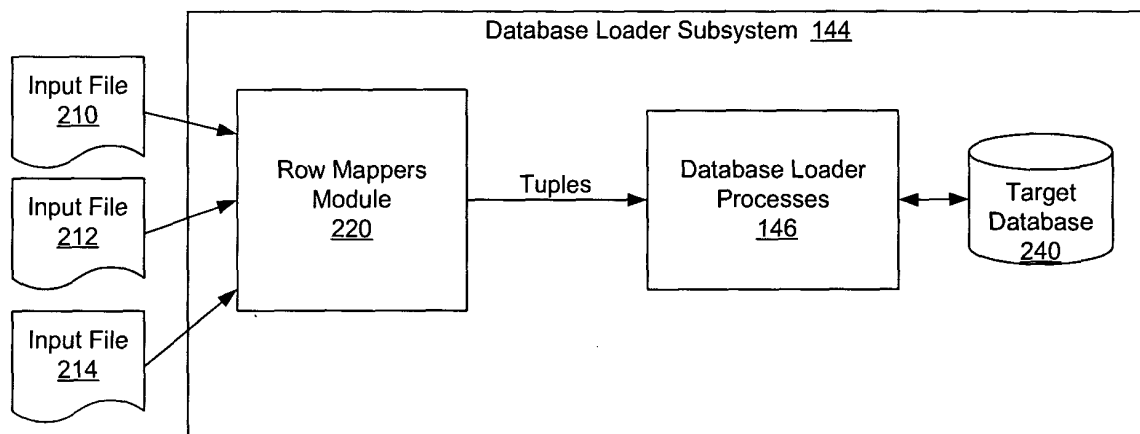 Database Loader Subsystem 144
Input File
210
Input File
212
Input File
214
Row Mappers
Module
220
Tuples
Database Loader
Processes
146
Target
Database
240